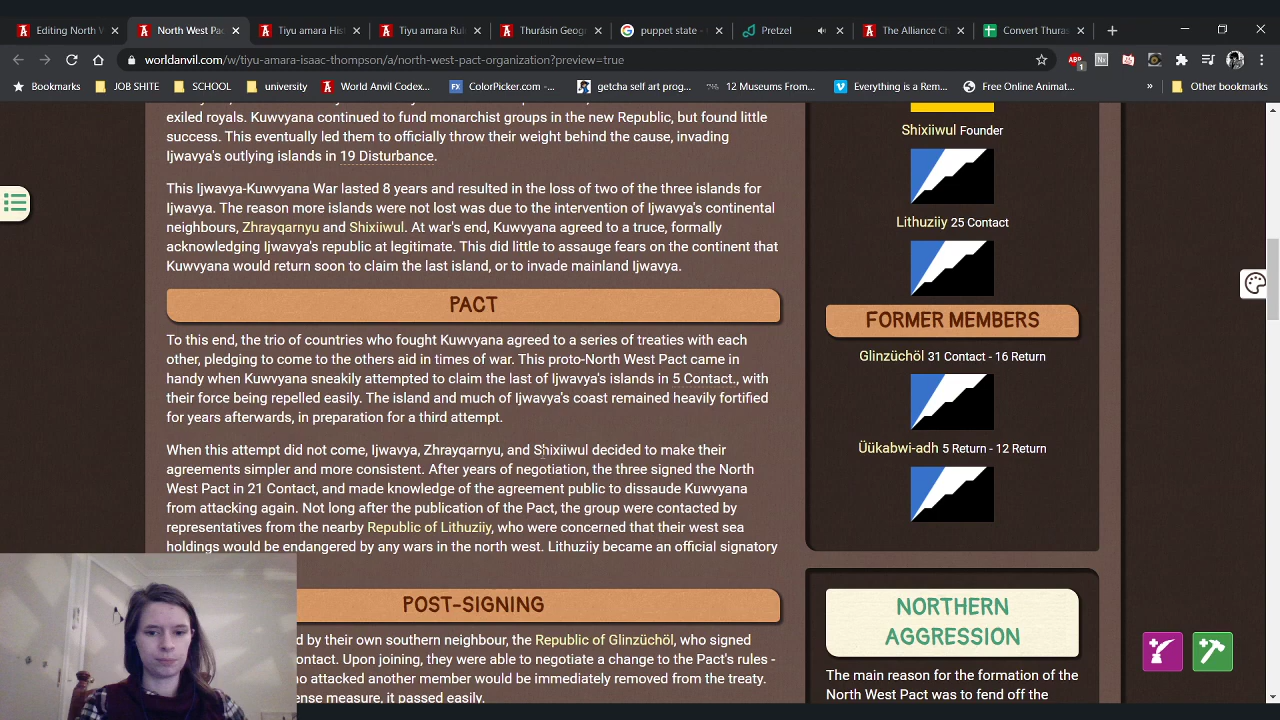 Editing North W
North West Pac
Tiyu amara His
Tiyu amara Rul
Thurásin Geog
puppet state -
Pretzel
The Alliance Ch
Convert Thuras
worldanvil.com/w/tiyu-amara-isaac-thompson/a/north-west-pact-organization?preview=true
1
Bookmarks
JOB SHITE
SCHOOL
university
World Anvil Codex...
ColorPicker.com -...
getcha self art prog...
12 Museums From...
Everything is a Rem...
Free Online Animat...
»
Other bookmarks
exiled royals. Kuwvyana continued to fund monarchist groups in the new Republic, but found little
success. This eventually led them to officially throw their weight behind the cause, invading
Ijwavya's outlying islands in 19 Disturbance.
This Ijwavya-Kuwvyana War lasted 8 years and resulted in the loss of two of the three islands for
Ijwavya. The reason more islands were not lost was due to the intervention of Ijwavya's continental
neighbours, Zhrayqarnyu and Shixiiwul. At war's end, Kuwvyana agreed to a truce, formally
acknowledging Ijwavya's republic at legitimate. This did little to assauge fears on the continent that
Kuwvyana would return soon to claim the last island, or to invade mainland Ijwavya.
PACT
To this end, the trio of countries who fought Kuwvyana agreed to a series of treaties with each
other, pledging to come to the others aid in times of war. This proto-North West Pact came in
handy when Kuwvyana sneakily attempted to claim the last of Ijwavya's islands in 5 Contact., with
their force being repelled easily. The island and much of Ijwavya's coast remained heavily fortified
for years afterwards, in preparation for a third attempt.
When this attempt did not come, Ijwavya, Zhrayqarnyu, and Shixiiwul decided to make their
agreements simpler and more consistent. After years of negotiation, the three signed the North
West Pact in 21 Contact, and made knowledge of the agreement public to dissaude Kuwvyana
from attacking again. Not long after the publication of the Pact, the group were contacted by
representatives from the nearby Republic of Lithuziiy, who were concerned that their west sea
holdings would be endangered by any wars in the north west. Lithuziiy became an official signatory
POST-SIGNING
d by their own southern neighbour, the Republic of Glinzüchöl, who signed
ontact. Upon joining, they were able to negotiate a change to the Pact's rules -
o attacked another member would be immediately removed from the treaty.
ense measure, it passed easily.
Shixiiwul Founder
Lithuziiy 25 Contact
FORMER MEMBERS
Glinzüchöl 31 Contact - 16 Return
Üükabwi-adh 5 Return - 12 Return
NORTHERN
AGGRESSION
The main reason for the formation of the
North West Pact was to fend off the